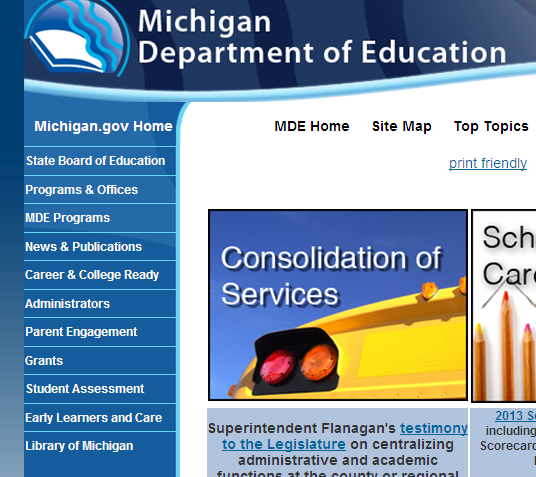 Michigan
Department of Education
Michigan.gov Home
MDE Home Site Map Top Topics
print friendly
State Board of Education
Programs & Offices
MDE Programs
News & Publications
Career & College Ready
Administrators
Parent Engagement
Grants
Student Assessment
Early Learners and Care
Library of Michigan
Consolidation of
Services
Superintendent Flanagan's testimony
to the Legislature on centralizing
administrative and academic
functions at the county or regional
2013
including